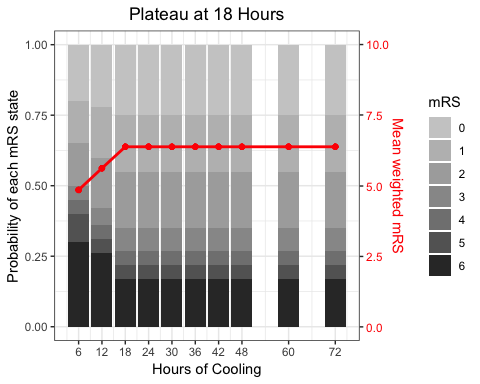 Plateau at 18 Hours
Probability of each mRS state
1.00
0.75
0.50
0.25
0.00
10.0
7.5
5.0
2.5
0.0
Mean weighted mRS
6 12 18 24 30 36 42 48 60 72
Hours of Cooling
mRS
0
1
2
3
4
5
6